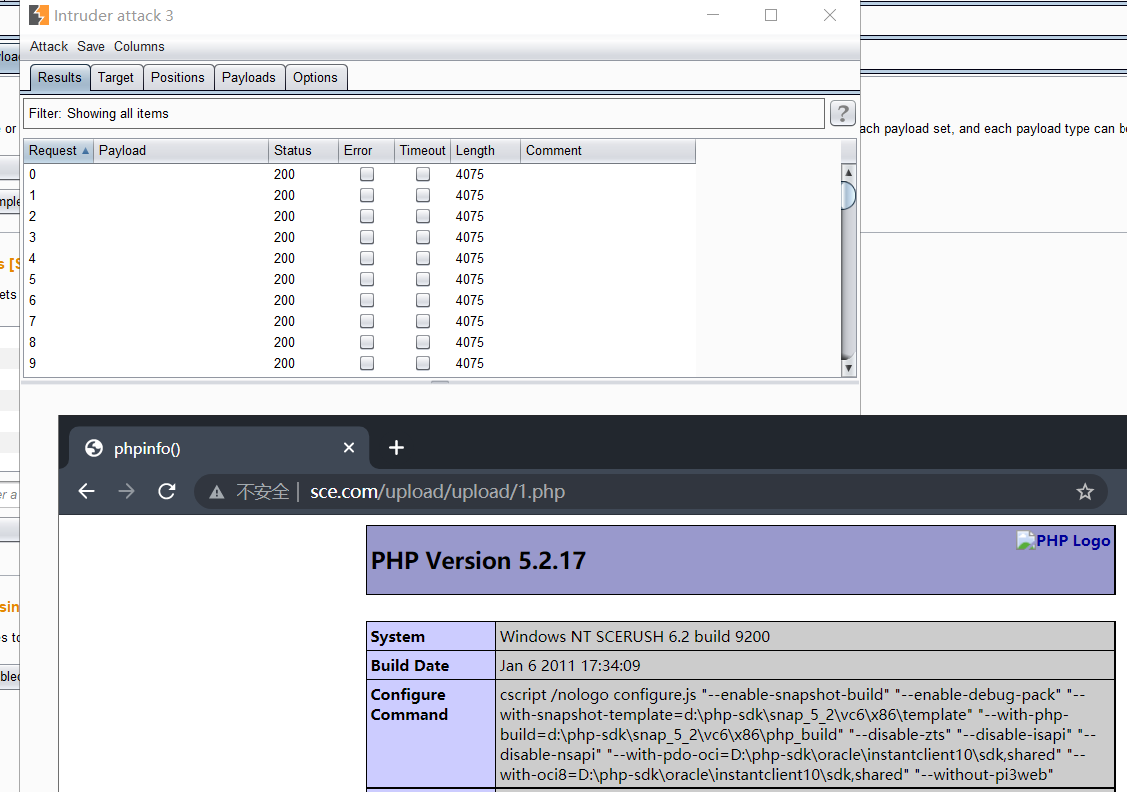 Intruder attack 3
Attack Save Columns
Results Target Positions Payloads Options
Filter: Showing all items
?
Request Payload Status Error Timeout Length Comment
0 200 4075
1 200 4075
2 200 4075
3 200 4075
4 200 4075
5 200 4075
6 200 4075
7 200 4075
8 200 4075
9 200 4075
ach payload set, and each payload type can b
phpinfo()
不安全 | sce.com/upload/upload/1.php
PHP Version 5.2.17
PHP Logo
System Windows NT SCERUSH 6.2 build 9200
Build Date Jan 6 2011 17:34:09
Configure Command
cscript /nologo configure.js "--enable-snapshot-build" "--enable-debug-pack" "--
with-snapshot-template=d:\php-sdk\snap_5_2\vc6\x86\template" "--with-php-
build=d:\php-sdk\snap_5_2\vc6\x86\php_build" "--disable-zts" "--disable-isapi" "--
disable-nsapi" "--with-pdo-oci=D:\php-sdk\oracle\instantclient10\sdk,shared" "--
with-oci8=D:\php-sdk\oracle\instantclient10\sdk,shared" "--without-pi3web"